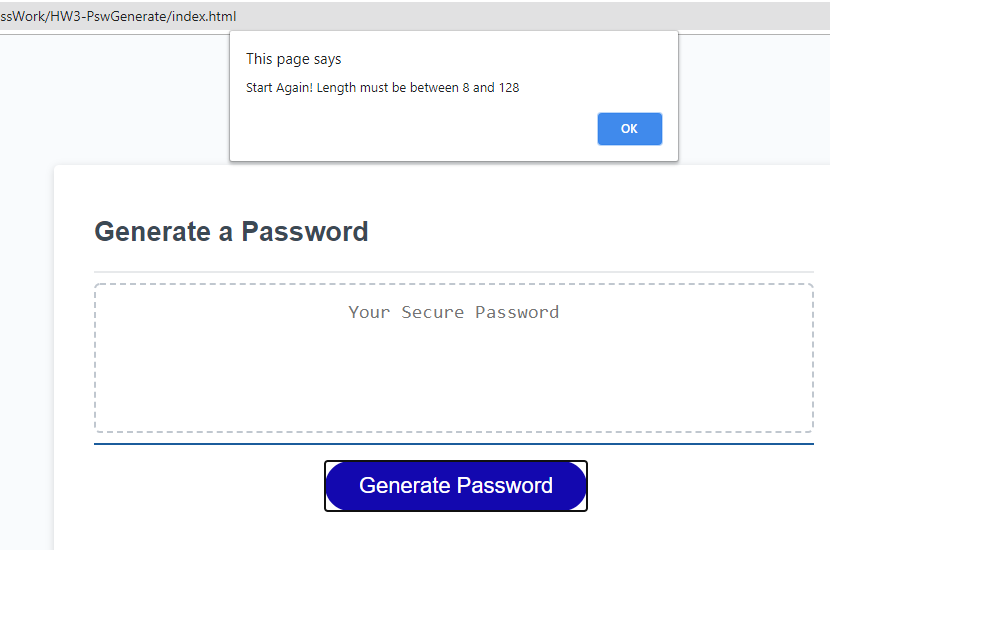 ssWork/HW3-PswGenerate/index.html
This page says
Start Again! Length must be between 8 and 128
OK
Generate a Password
Your Secure Password
Generate Password